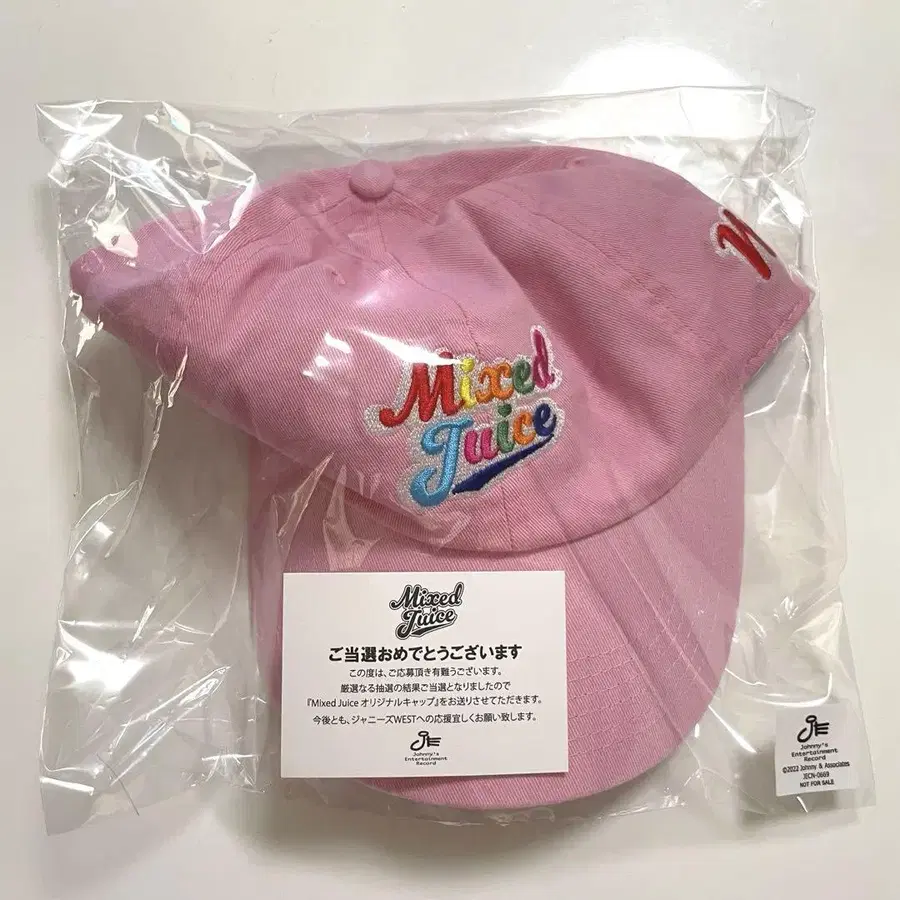 Mixed
Juice
Mixed
Juice
ご当選おめでとうございます
この度は、ご応募頂き有難うございます。
厳選なる抽選の結果ご当選となりましたので
『Mixed Juice オリジナルキャップ』をお送りさせてただきます。
今後とも、ジャニーズWESTへの応援宜しくお願い致します。
JE
Johnny's
Entertainment
Record
JE
Johnny's
Entertainment
Record
©2022 Johnny. & Associates
JECN-0669
NOT FOR SALE